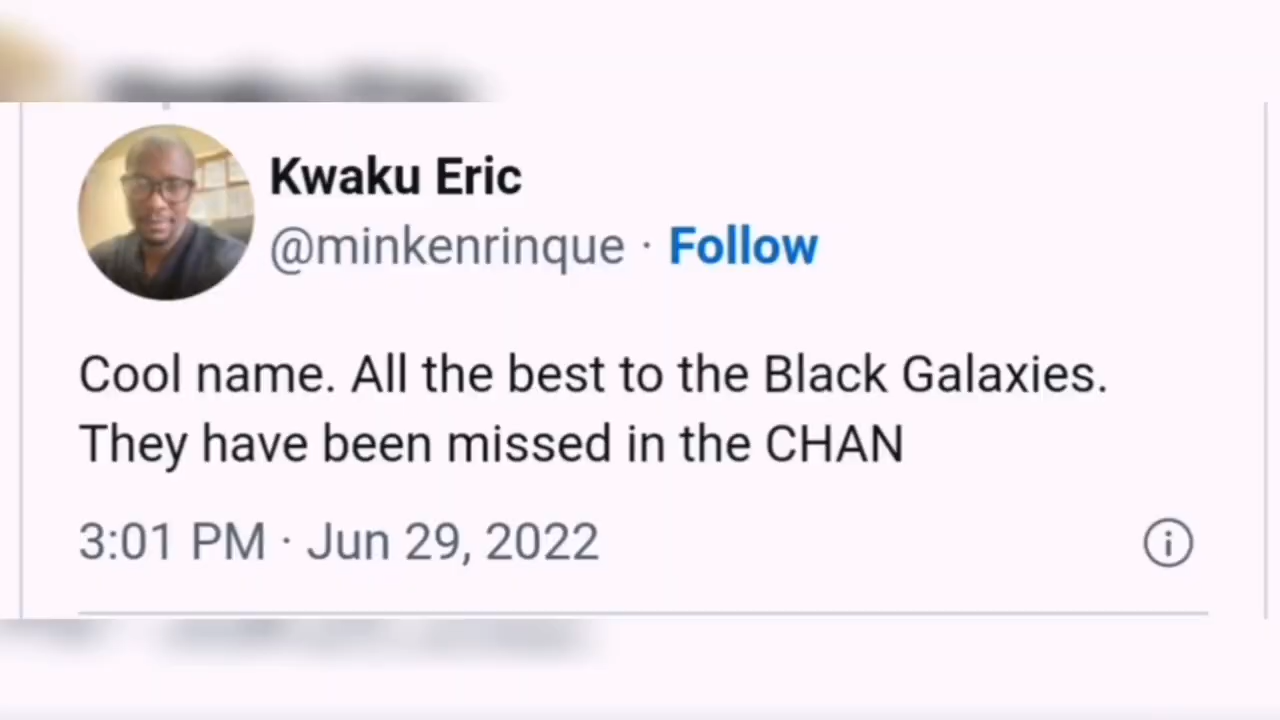 Kwaku Eric
@minkenrinque · Follow
Cool name. All the best to the Black Galaxies.
They have been missed in the CHAN
3:01 PM · Jun 29, 2022